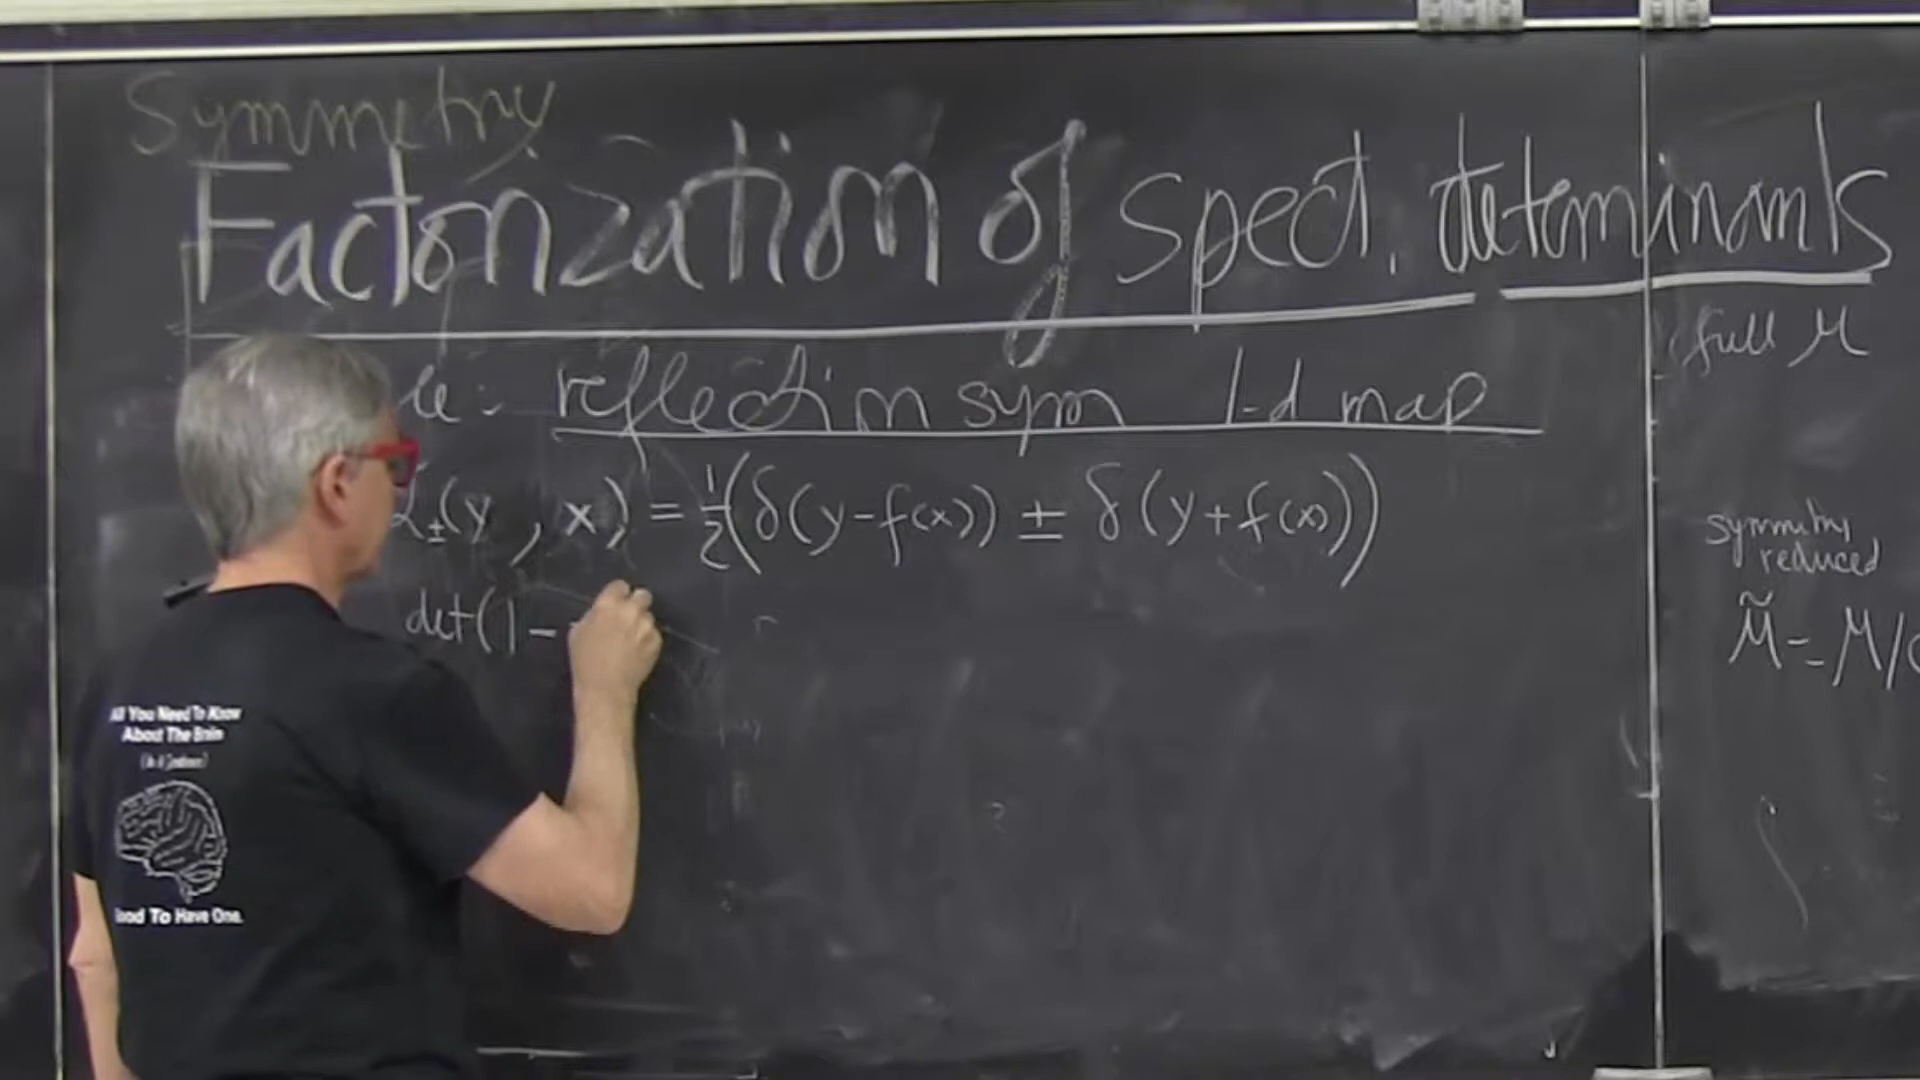 Symmetry
Factorization of spect. determinants
full M
reflection sym 1-d map
ℒ±(y, x) = 1/2(δ(y-f(x)) ± δ(y+f(x)))
symmetry
reduced
det(1 -
M̃ = M/
All You Need To Know
About The Brain
Good To Have One.